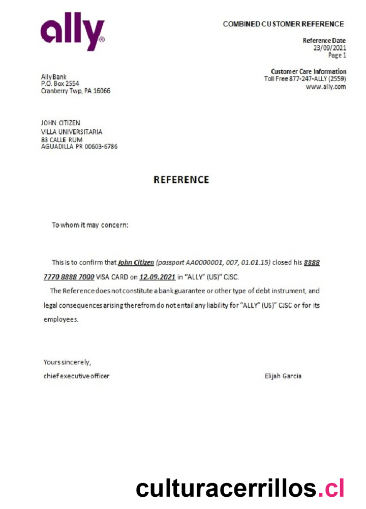 ally
COMBINED CUSTOMER REFERENCE
Reference Date
23/09/2021
Page 1
Ally Bank
P.O. Box 2554
Cranberry Twp, PA 16066
Customer Care Information
Toll Free 877-247-ALLY (2559)
www.ally.com
JOHN CITIZEN
VILLA UNIVERSITARIA
83 CALLE RUM
AGUADILLA PR 00603-6786
REFERENCE
To whom it may concern:
This is to confirm that John Citizen (passport AA0000001, 007, 01.01.15) closed his 8888
7770 8888 7000 VISA CARD on 12.09.2021 in "ALLY" (US)" CJSC.
The Reference does not constitute a bank guarantee or other type of debt instrument, and
legal consequences arising therefrom do not entail any liability for "ALLY" (US)" CJSC or for its
employees.
Yours sincerely,
chief executive officer Elijah Garcia
culturacerrillos.cl